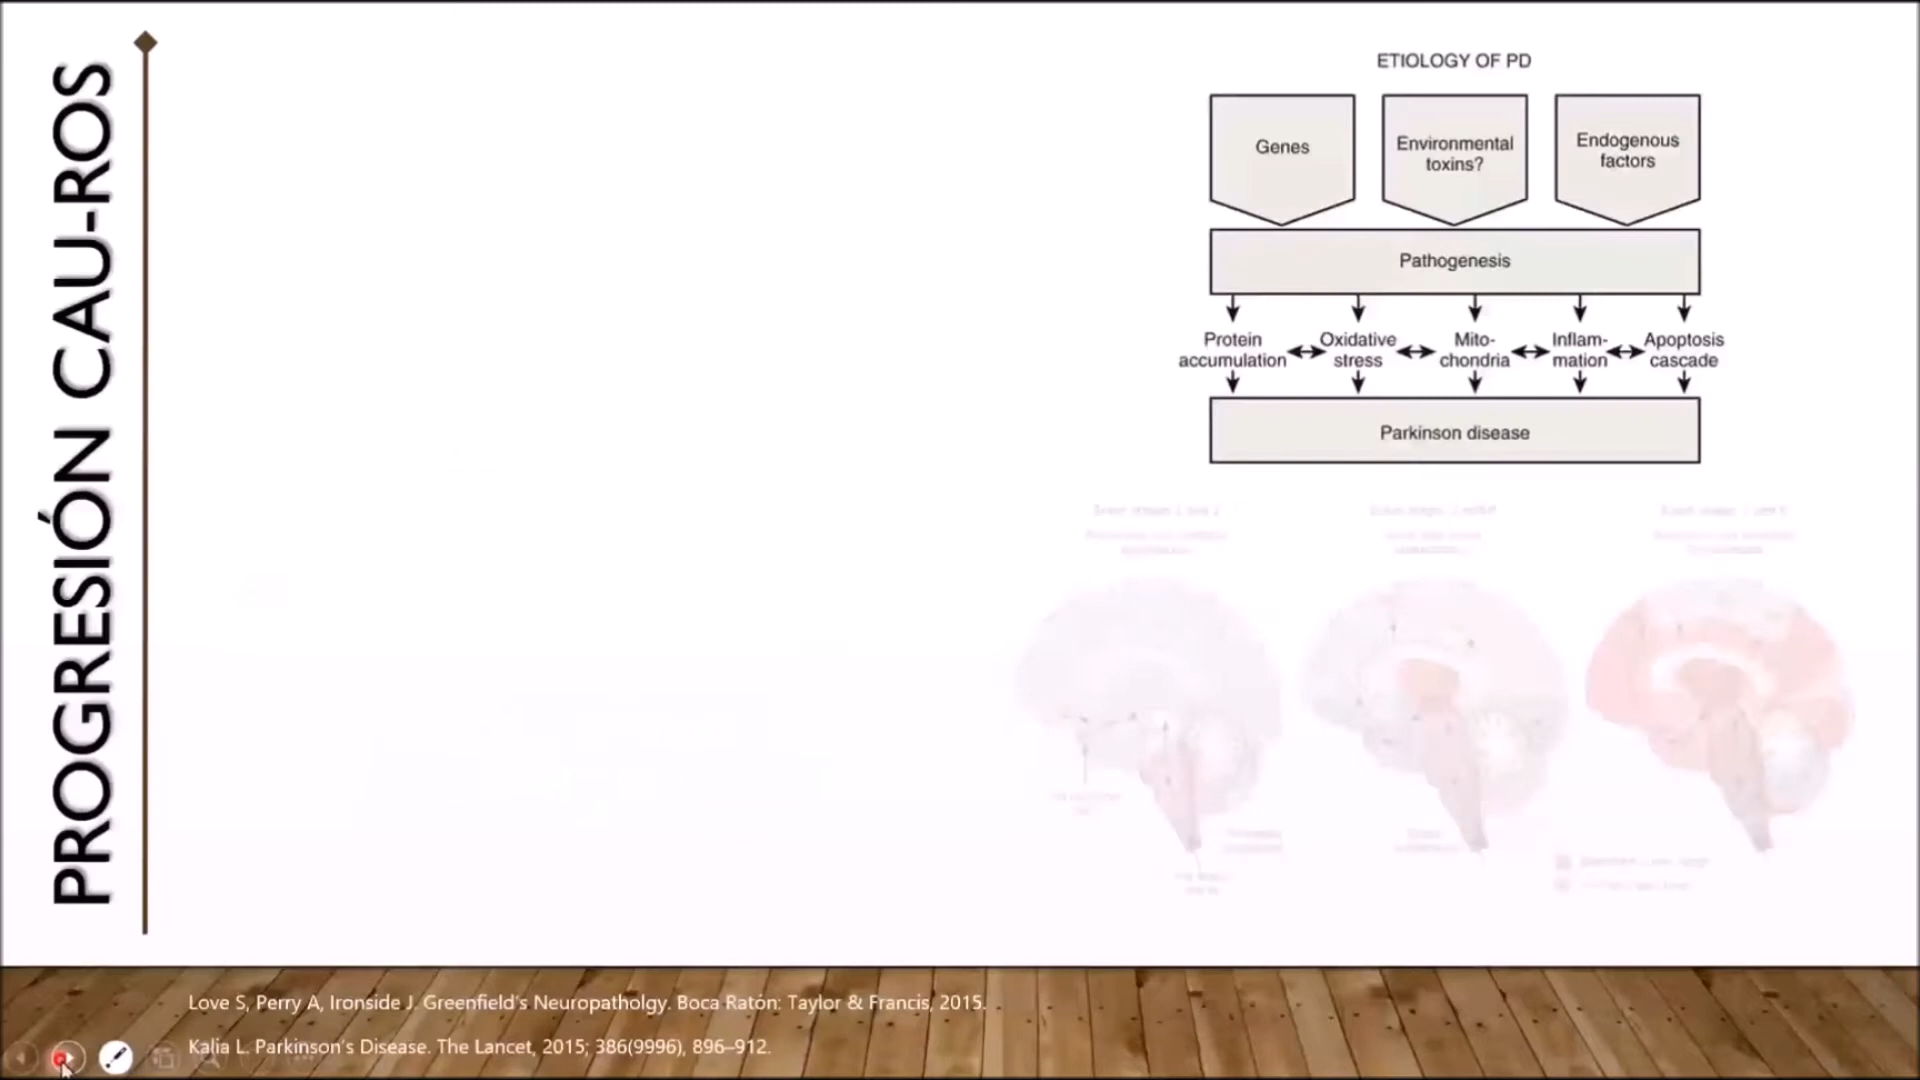 PROGRESIÓN CAU-ROS
ETIOLOGY OF PD
Genes
Environmental
toxins?
Endogenous
factors
Pathogenesis
Protein
accumulation
Oxidative
stress
Mito-
chondria
Inflam-
mation
Apoptosis
cascade
Parkinson disease
Love S, Perry A, Ironside J. Greenfield's Neuropatholgy. Boca Ratón: Taylor & Francis, 2015.
Kalia L. Parkinson's Disease. The Lancet, 2015; 386(9996), 896–912.